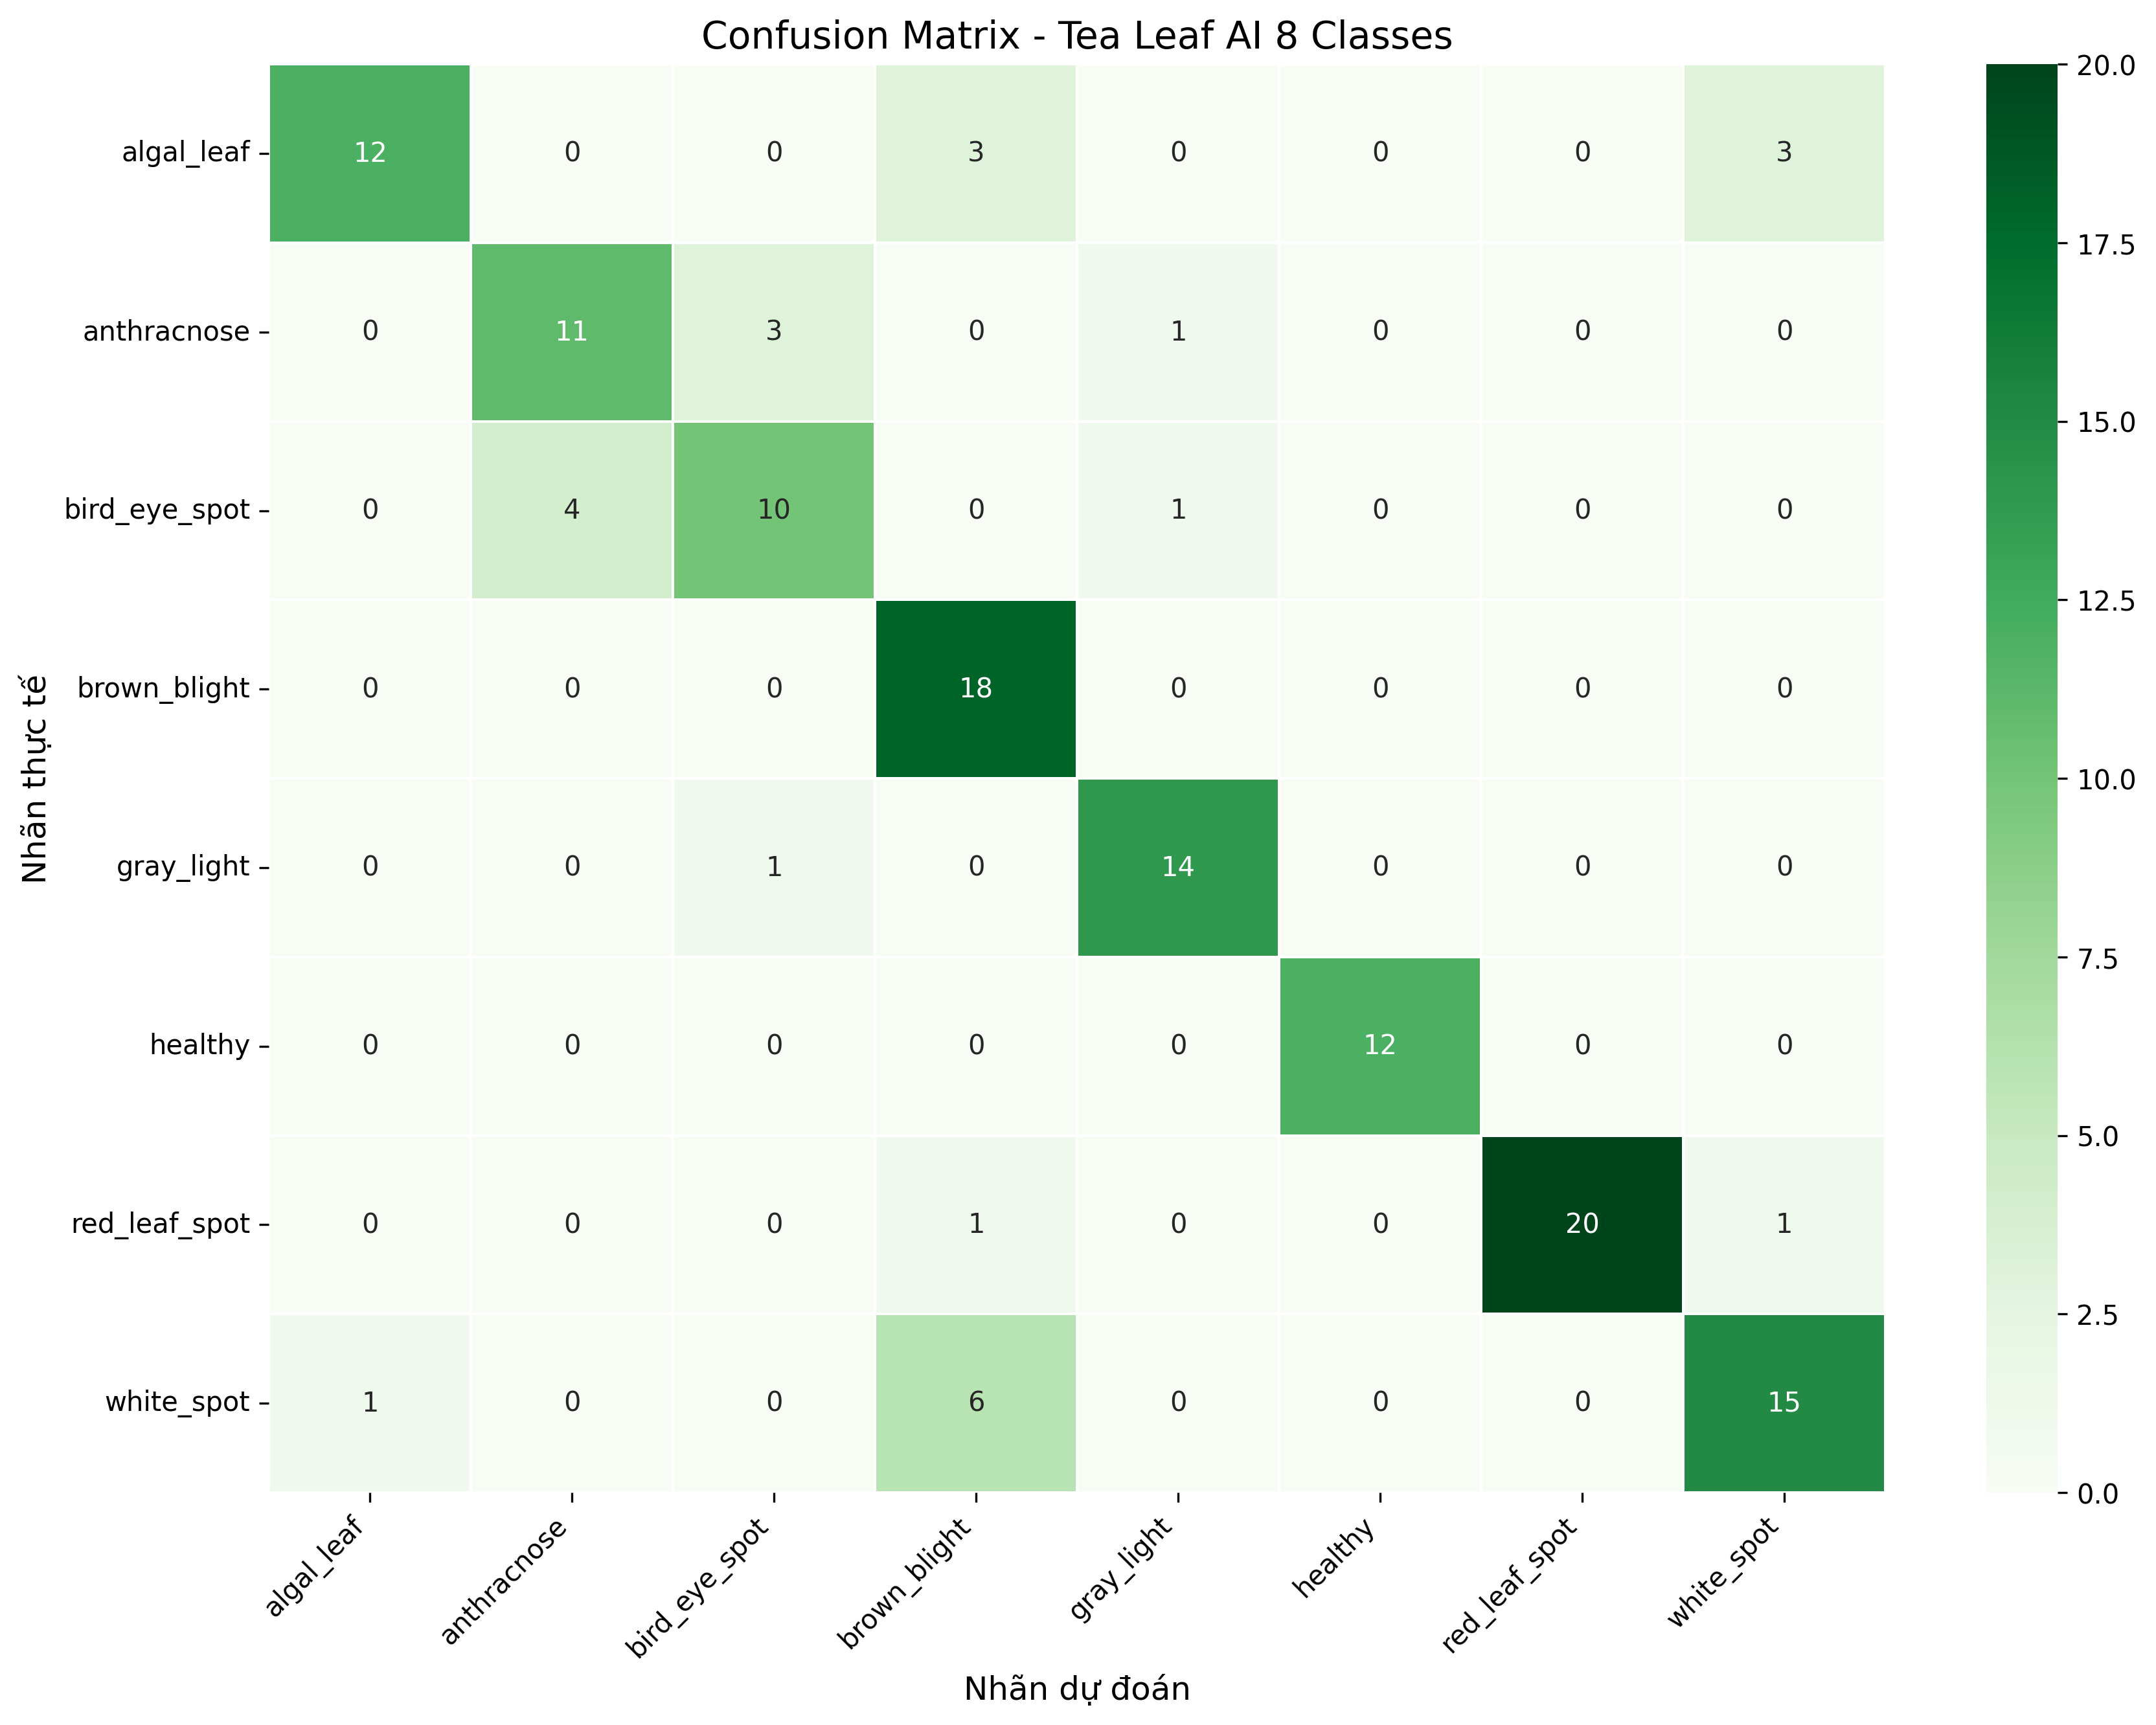 Confusion Matrix - Tea Leaf AI 8 Classes
Nhãn thực tế
algal_leaf 12 0 0 3 0 0 0 3
anthracnose 0 11 3 0 1 0 0 0
bird_eye_spot 0 4 10 0 1 0 0 0
brown_blight 0 0 0 18 0 0 0 0
gray_light 0 0 1 0 14 0 0 0
healthy 0 0 0 0 0 12 0 0
red_leaf_spot 0 0 0 1 0 0 20 1
white_spot 1 0 0 6 0 0 0 15
algal_leaf anthracnose bird_eye_spot brown_blight gray_light healthy red_leaf_spot white_spot
Nhãn dự đoán
20.0
17.5
15.0
12.5
10.0
7.5
5.0
2.5
0.0